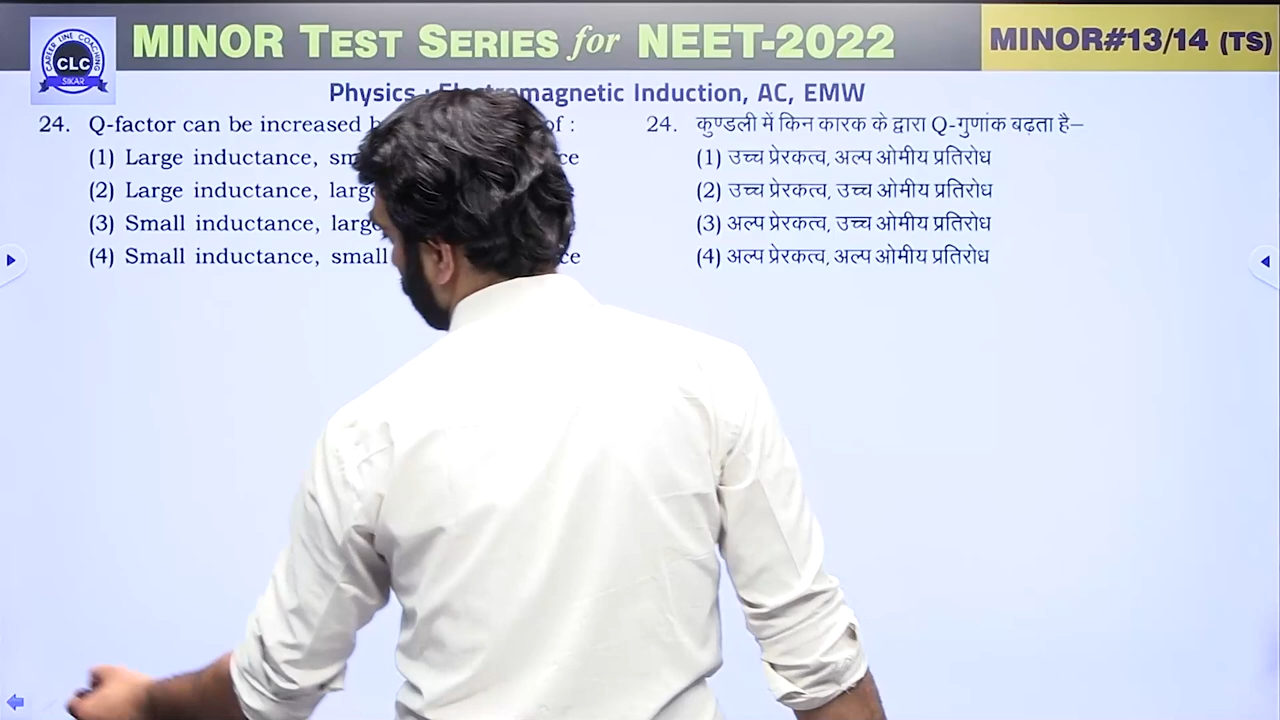 CAREER LINE COACHING
CLC
SIKAR
MINOR TEST SERIES for NEET-2022
MINOR#13/14 (TS)
Physics : Electromagnetic Induction, AC, EMW
24. Q-factor can be increased of :
(1) Large inductance,
(2) Large inductance,
(3) Small inductance,
(4) Small inductance, small
24. कुण्डली में किन कारक के द्वारा Q-गुणांक बढ़ता है–
(1) उच्च प्रेरकत्व, अल्प ओमीय प्रतिरोध
(2) उच्च प्रेरकत्व, उच्च ओमीय प्रतिरोध
(3) अल्प प्रेरकत्व, उच्च ओमीय प्रतिरोध
(4) अल्प प्रेरकत्व, अल्प ओमीय प्रतिरोध